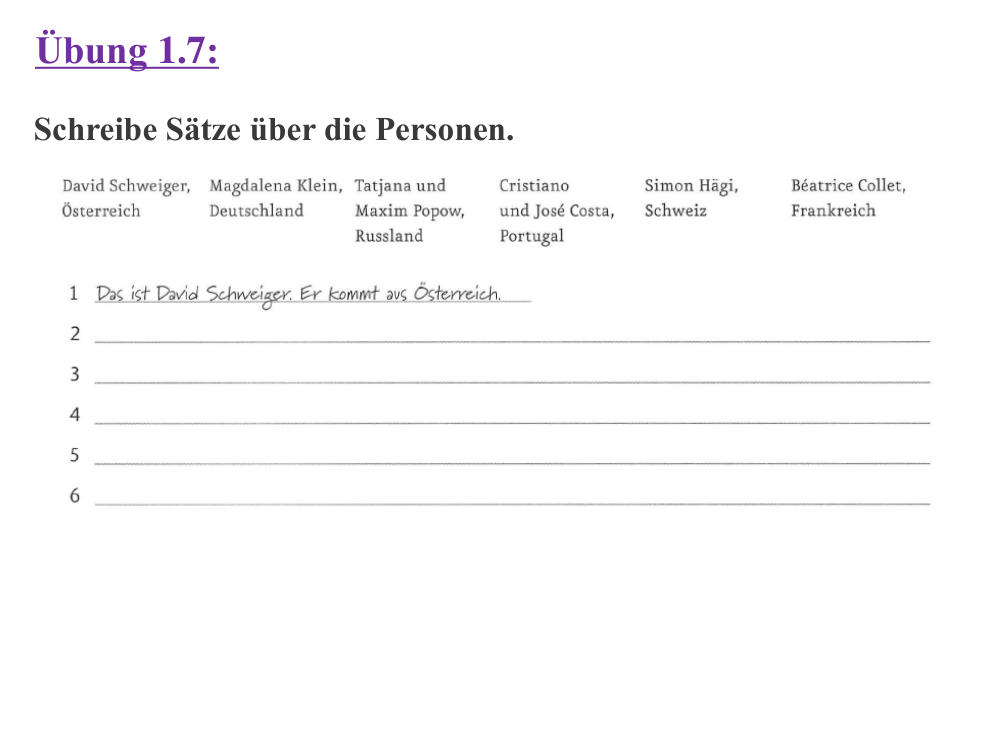 Übung 1.7:
Schreibe Sätze über die Personen.
David Schweiger, Magdalena Klein, Tatjana und Cristiano Simon Hägi, Béatrice Collet,
Österreich Deutschland Maxim Popow, und José Costa, Schweiz Frankreich
Russland Portugal
1 Das ist David Schweiger. Er kommt aus Österreich.
2
3
4
5
6